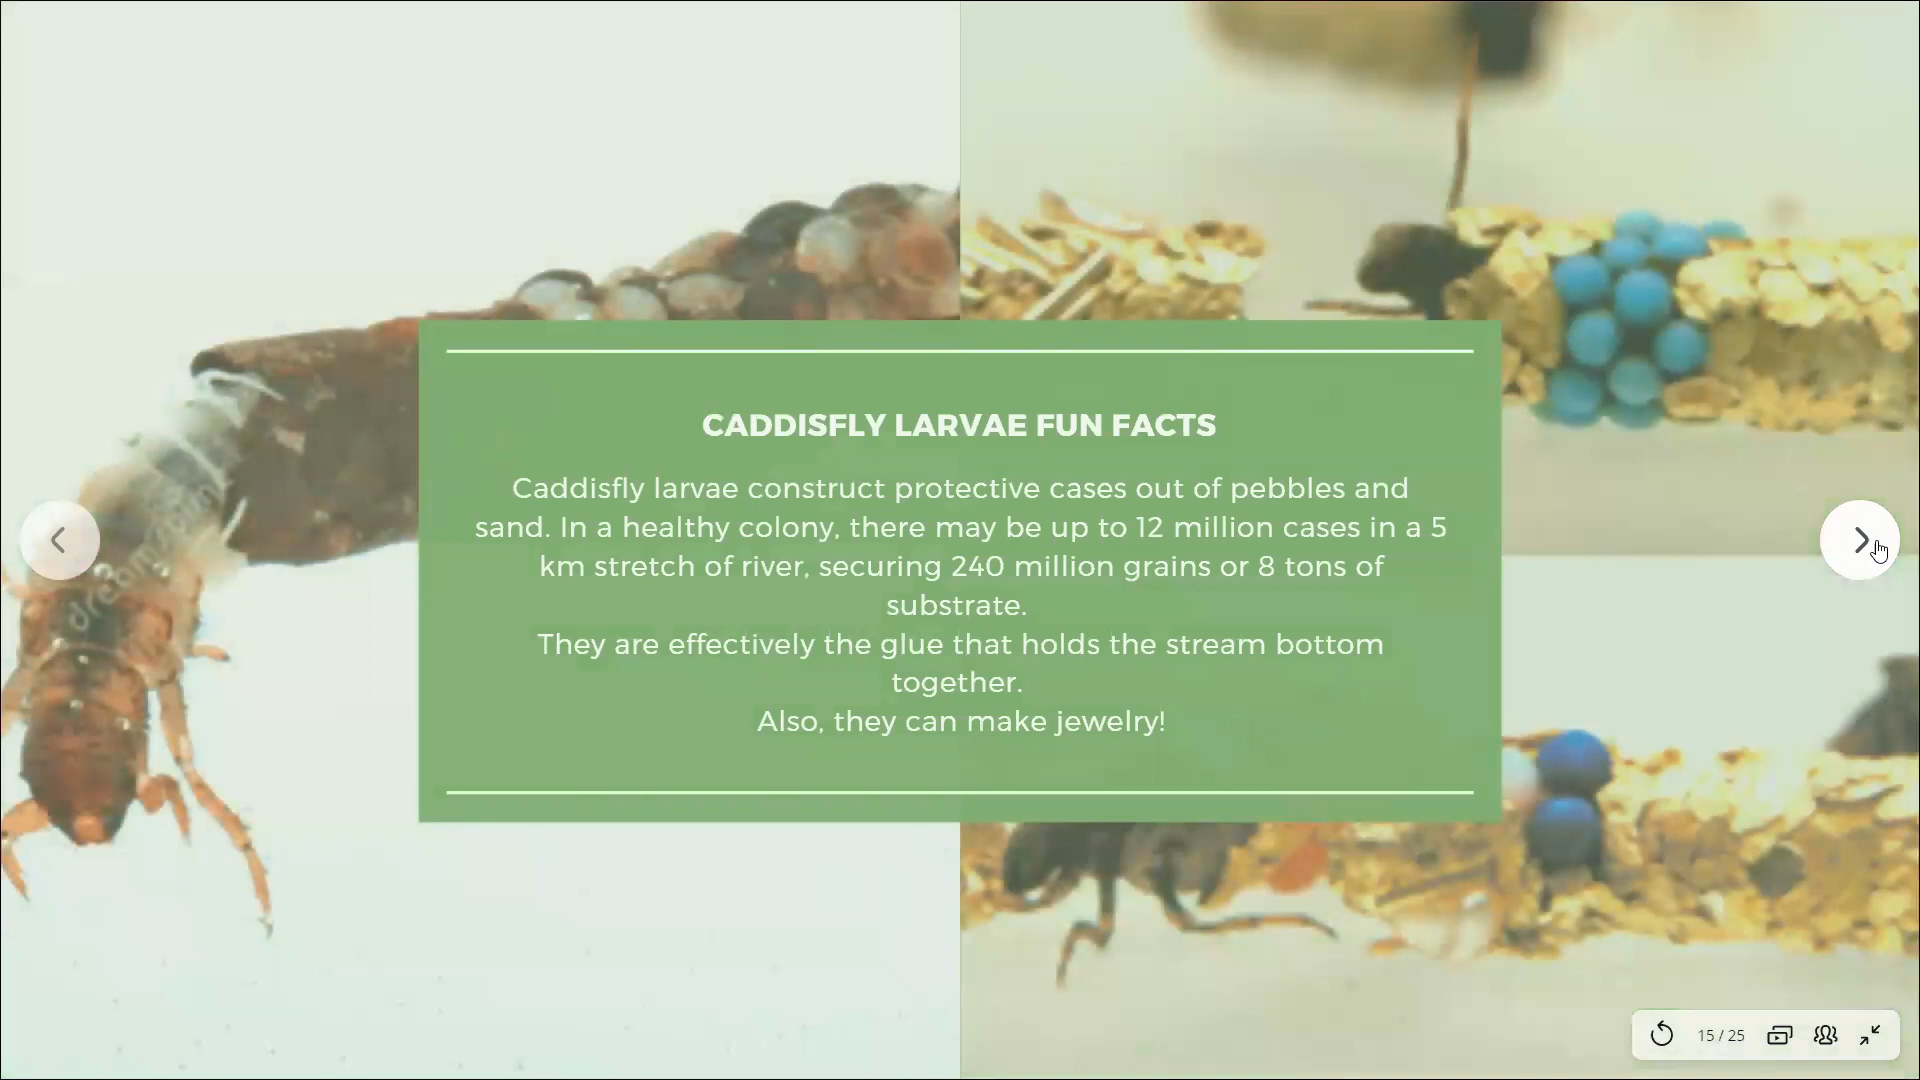 CADDISFLY LARVAE FUN FACTS
Caddisfly larvae construct protective cases out of pebbles and
sand. In a healthy colony, there may be up to 12 million cases in a 5
km stretch of river, securing 240 million grains or 8 tons of
substrate.
They are effectively the glue that holds the stream bottom
together.
Also, they can make jewelry!
15 / 25